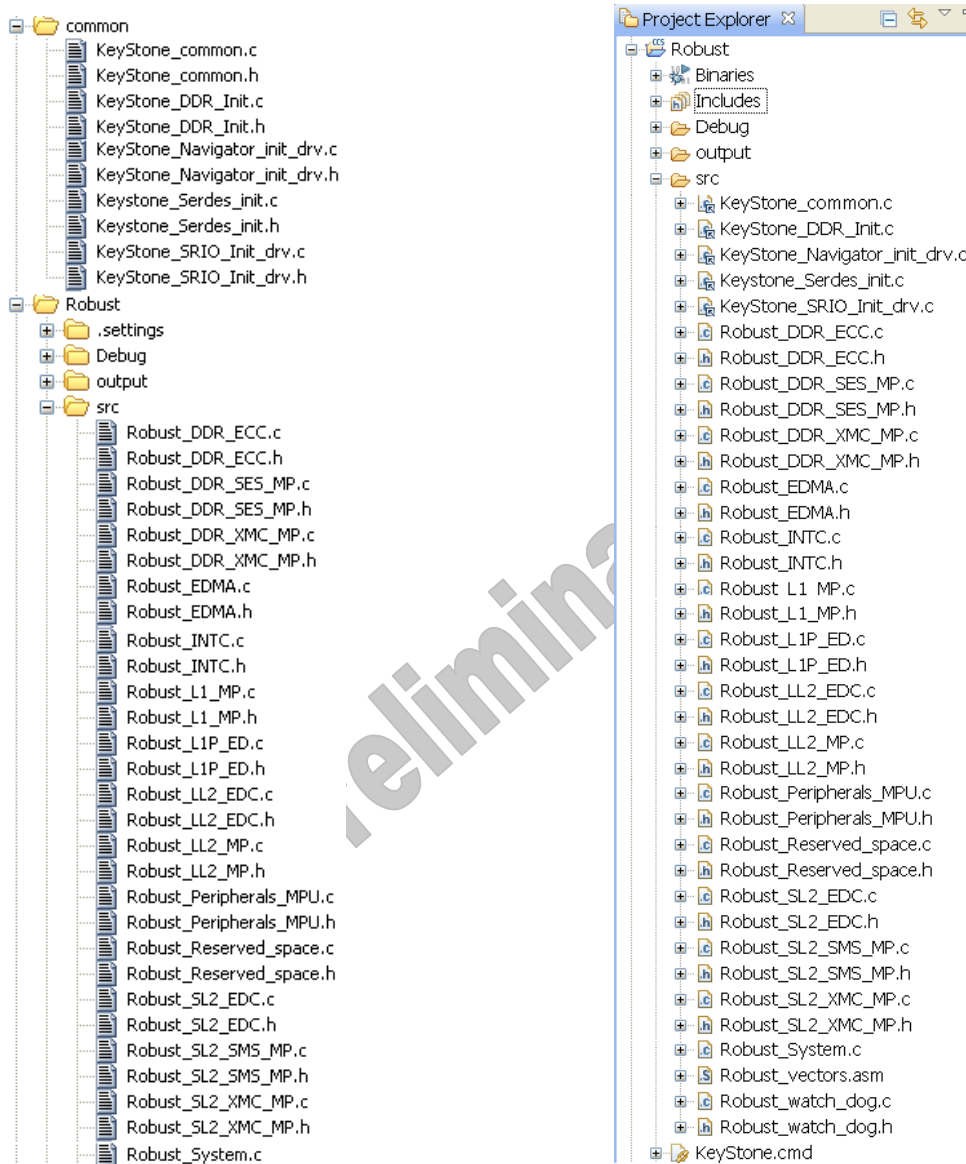 common
KeyStone_common.c
KeyStone_common.h
KeyStone_DDR_Init.c
KeyStone_DDR_Init.h
KeyStone_Navigator_init_drv.c
KeyStone_Navigator_init_drv.h
Keystone_Serdes_init.c
Keystone_Serdes_init.h
KeyStone_SRIO_Init_drv.c
KeyStone_SRIO_Init_drv.h
Robust
.settings
Debug
output
src
Robust_DDR_ECC.c
Robust_DDR_ECC.h
Robust_DDR_SES_MP.c
Robust_DDR_SES_MP.h
Robust_DDR_XMC_MP.c
Robust_DDR_XMC_MP.h
Robust_EDMA.c
Robust_EDMA.h
Robust_INTC.c
Robust_INTC.h
Robust_L1_MP.c
Robust_L1_MP.h
Robust_L1P_ED.c
Robust_L1P_ED.h
Robust_LL2_EDC.c
Robust_LL2_EDC.h
Robust_LL2_MP.c
Robust_LL2_MP.h
Robust_Peripherals_MPU.c
Robust_Peripherals_MPU.h
Robust_Reserved_space.c
Robust_Reserved_space.h
Robust_SL2_EDC.c
Robust_SL2_EDC.h
Robust_SL2_SMS_MP.c
Robust_SL2_SMS_MP.h
Robust_SL2_XMC_MP.c
Robust_SL2_XMC_MP.h
Robust_System.c
elimina
Project Explorer
Robust
Binaries
Includes
Debug
output
src
KeyStone_common.c
KeyStone_DDR_Init.c
KeyStone_Navigator_init_drv.c
Keystone_Serdes_init.c
KeyStone_SRIO_Init_drv.c
Robust_DDR_ECC.c
Robust_DDR_ECC.h
Robust_DDR_SES_MP.c
Robust_DDR_SES_MP.h
Robust_DDR_XMC_MP.c
Robust_DDR_XMC_MP.h
Robust_EDMA.c
Robust_EDMA.h
Robust_INTC.c
Robust_INTC.h
Robust_L1_MP.c
Robust_L1_MP.h
Robust_L1P_ED.c
Robust_L1P_ED.h
Robust_LL2_EDC.c
Robust_LL2_EDC.h
Robust_LL2_MP.c
Robust_LL2_MP.h
Robust_Peripherals_MPU.c
Robust_Peripherals_MPU.h
Robust_Reserved_space.c
Robust_Reserved_space.h
Robust_SL2_EDC.c
Robust_SL2_EDC.h
Robust_SL2_SMS_MP.c
Robust_SL2_SMS_MP.h
Robust_SL2_XMC_MP.c
Robust_SL2_XMC_MP.h
Robust_System.c
Robust_vectors.asm
Robust_watch_dog.c
Robust_watch_dog.h
KeyStone.cmd